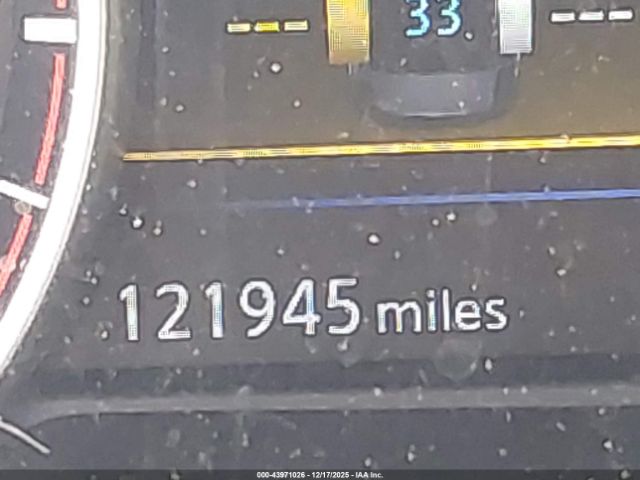 --- 33 ---
121945 miles
000-43971026 - 12/17/2025 - IAA Inc.